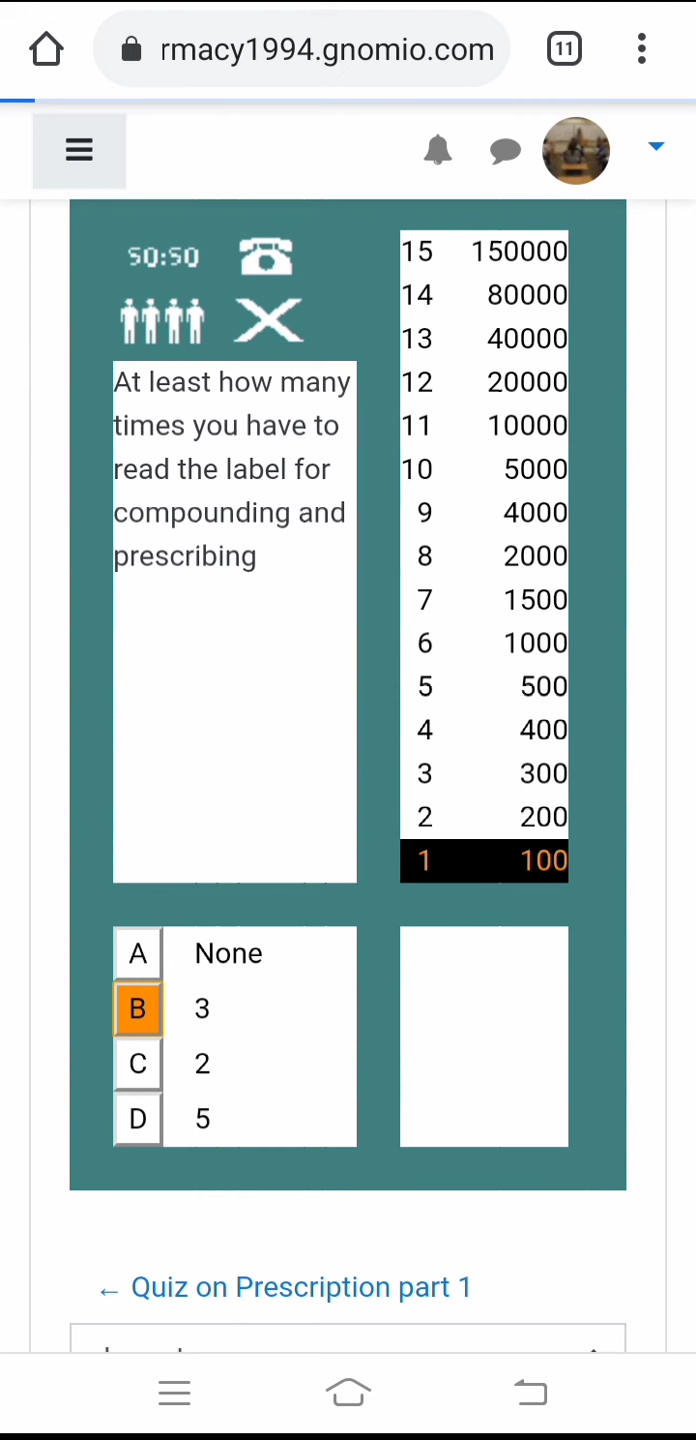 rmacy1994.gnomio.com
11
50:50
At least how many
times you have to
read the label for
compounding and
prescribing
15 150000
14 80000
13 40000
12 20000
11 10000
10 5000
9 4000
8 2000
7 1500
6 1000
5 500
4 400
3 300
2 200
1 100
A None
B 3
C 2
D 5
← Quiz on Prescription part 1